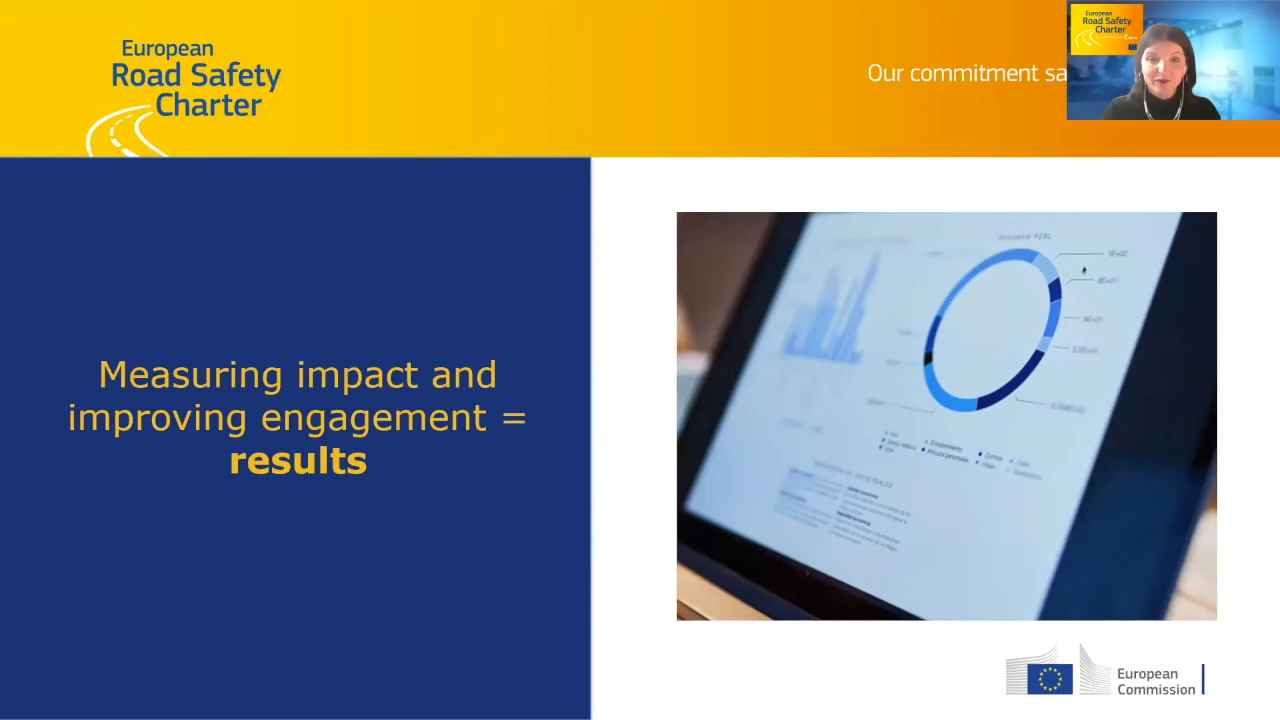 European
Road Safety
Charter
Our commitment sa
European
Road Safety
Charter
Measuring impact and
improving engagement =
results
European
Commission